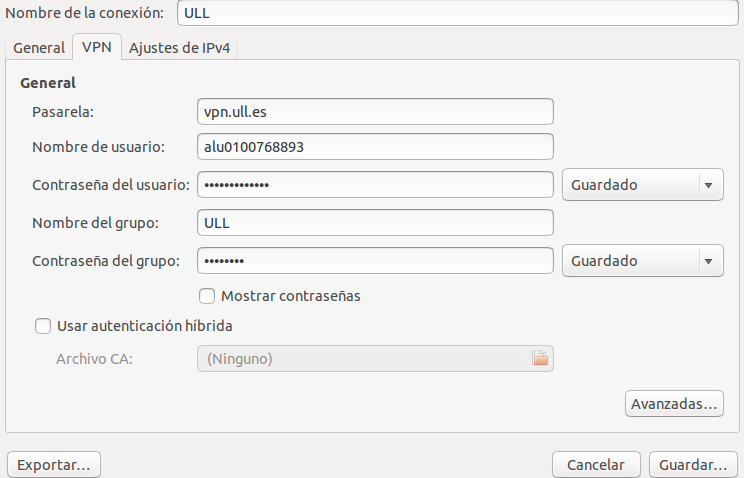 Nombre de la conexión: ULL
General VPN Ajustes de IPv4
General
Pasarela: vpn.ull.es
Nombre de usuario: alu0100768893
Contraseña del usuario: ••••••••••••• Guardado
Nombre del grupo: ULL
Contraseña del grupo: •••••••• Guardado
Mostrar contraseñas
Usar autenticación híbrida
Archivo CA: (Ninguno)
Avanzadas...
Exportar... Cancelar Guardar...